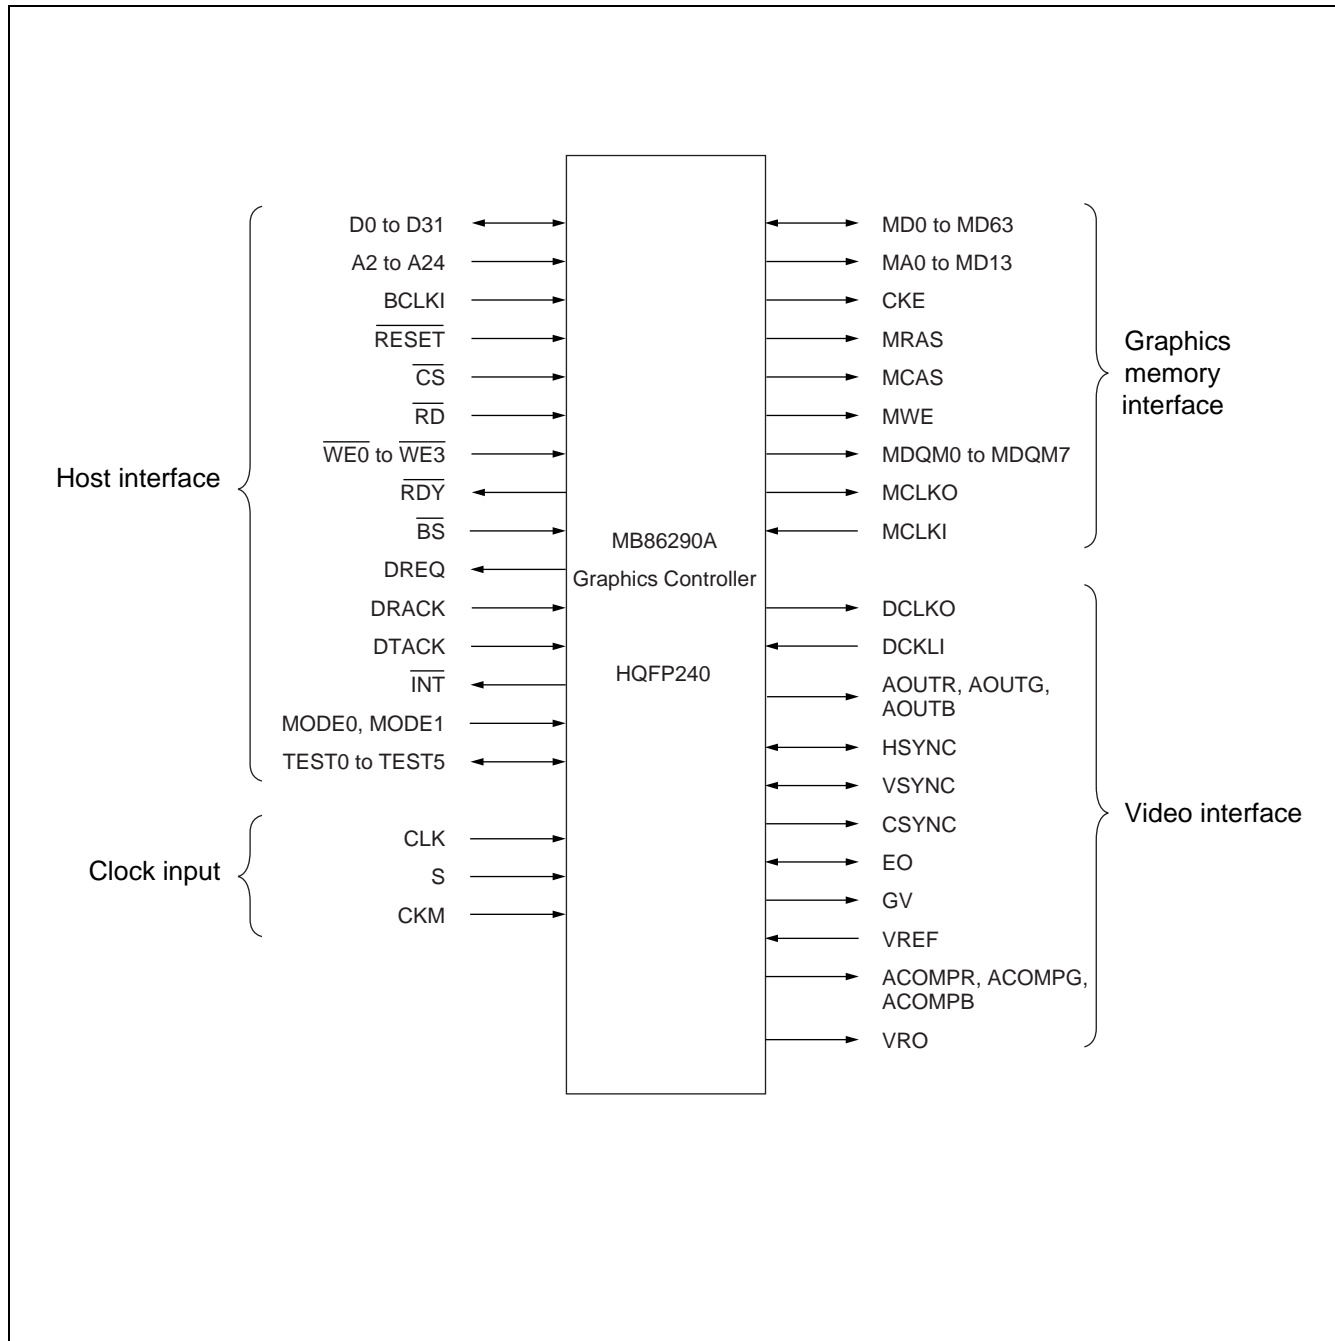 D0 to D31
A2 to A24
BCLKI
RESET
CS
RD
WE0 to WE3
RDY
BS
DREQ
DRACK
DTACK
INT
MODE0, MODE1
TEST0 to TEST5
Host interface
CLK
S
CKM
Clock input
MB86290A
Graphics Controller
HQFP240
MD0 to MD63
MA0 to MD13
CKE
MRAS
MCAS
MWE
MDQM0 to MDQM7
MCLKO
MCLKI
Graphics
memory
interface
DCLKO
DCKLI
AOUTR, AOUTG,
AOUTB
HSYNC
VSYNC
CSYNC
EO
GV
VREF
ACOMPR, ACOMPG,
ACOMPB
VRO
Video interface